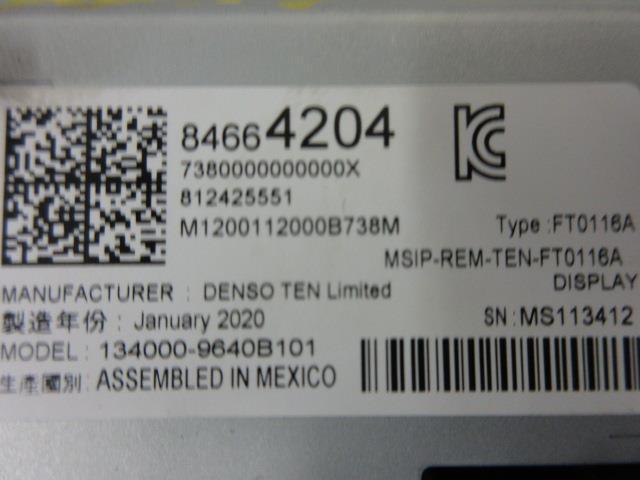 84664204
7380000000000X
812425551
M1200112000B738M
Type : FT0116A
MSIP-REM-TEN-FT0116A
DISPLAY
MANUFACTURER : DENSO TEN Limited
製造年份 : January 2020
SN: MS113412
MODEL : 134000-9640B101
生產國別: ASSEMBLED IN MEXICO